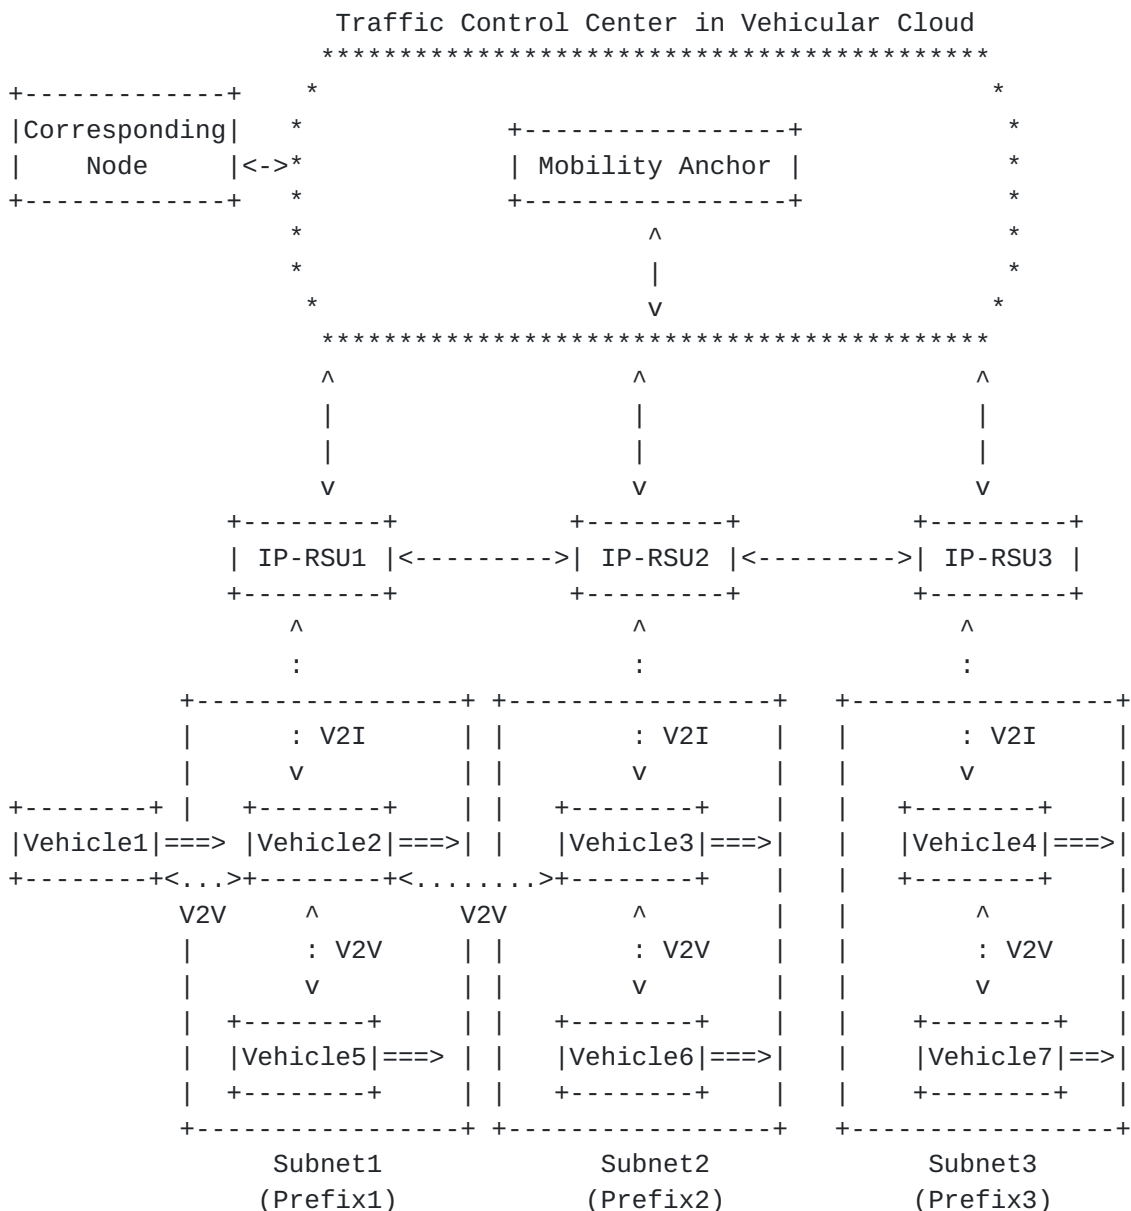 Traffic Control Center in Vehicular Cloud
Corresponding
Node
Mobility Anchor
IP-RSU1 IP-RSU2 IP-RSU3
V2I V2I V2I
Vehicle1 Vehicle2 Vehicle3 Vehicle4
V2V V2V
V2V V2V V2V
Vehicle5 Vehicle6 Vehicle7
Subnet1 Subnet2 Subnet3
(Prefix1) (Prefix2) (Prefix3)